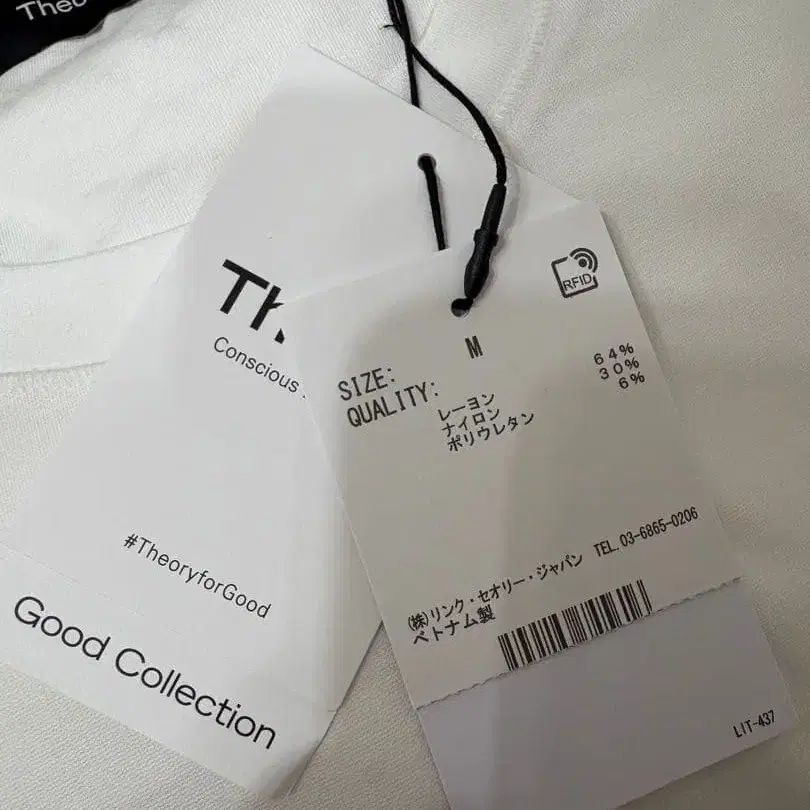 Theo
Th
Conscious
#TheoryforGood
Good Collection
RFID
SIZE: M
QUALITY:
レーヨン 64%
ナイロン 30%
ポリウレタン 6%
(株)リンク・セオリー・ジャパン TEL.03-6865-0206
ベトナム製
LIT-437